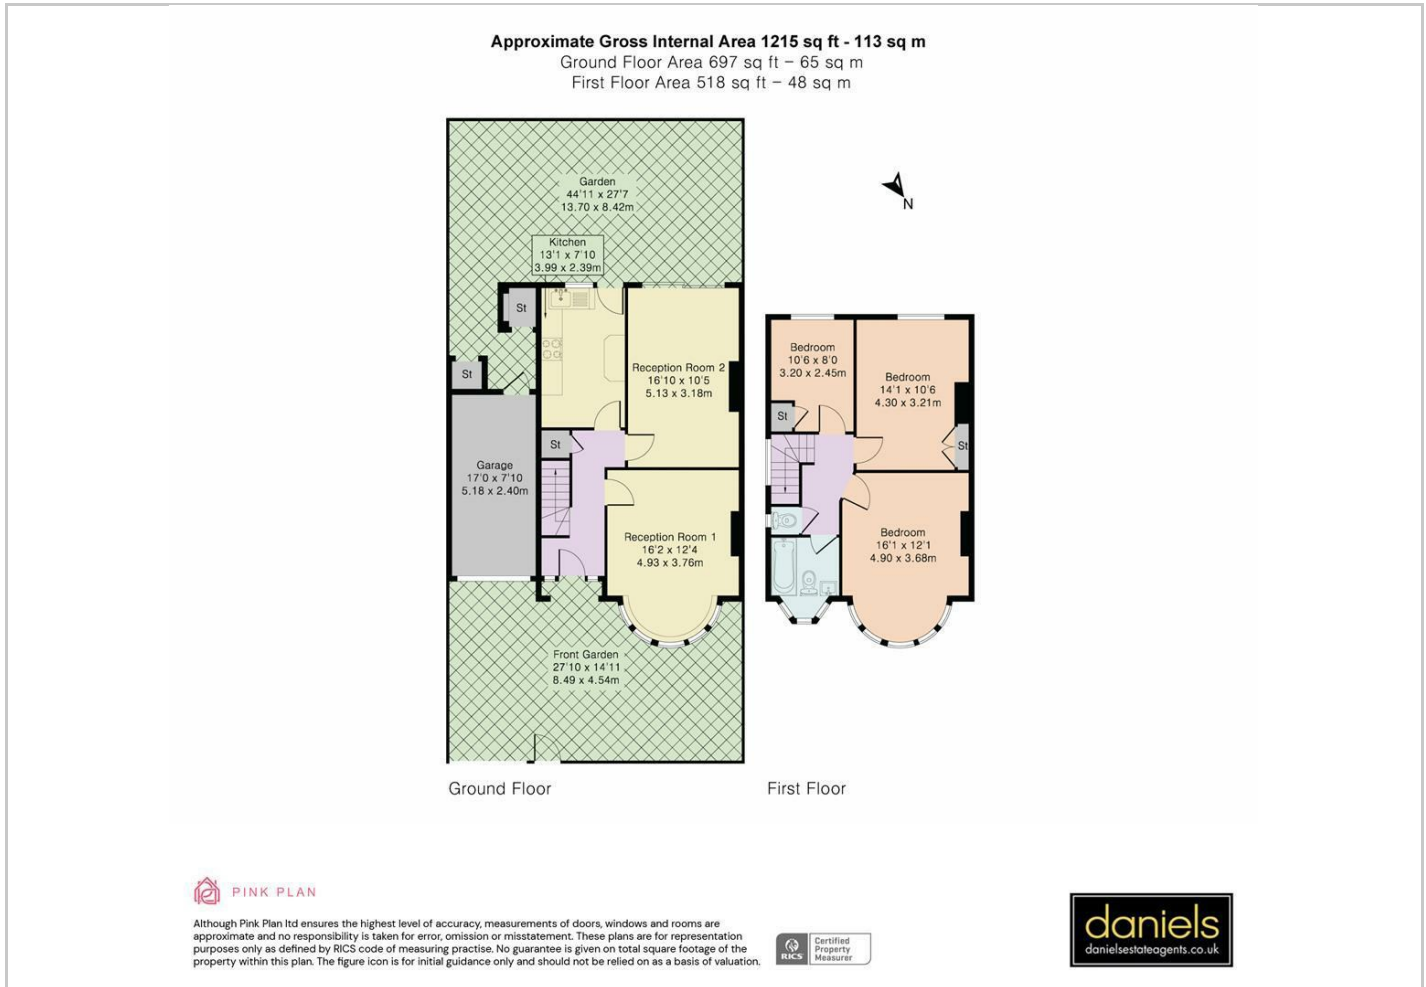 Approximate Gross Internal Area 1215 sq ft - 113 sq m
Ground Floor Area 697 sq ft – 65 sq m
First Floor Area 518 sq ft – 48 sq m
Garden
44'11 x 27'7
13.70 x 8.42m
N
Kitchen
13'1 x 7'10
3.99 x 2.39m
St
St
Reception Room 2
16'10 x 10'5
5.13 x 3.18m
St
Garage
17'0 x 7'10
5.18 x 2.40m
Reception Room 1
16'2 x 12'4
4.93 x 3.76m
Front Garden
27'10 x 14'11
8.49 x 4.54m
Ground Floor
Bedroom
10'6 x 8'0
3.20 x 2.45m
Bedroom
14'1 x 10'6
4.30 x 3.21m
St
St
Bedroom
16'1 x 12'1
4.90 x 3.68m
First Floor
PINK PLAN
Although Pink Plan ltd ensures the highest level of accuracy, measurements of doors, windows and rooms are
approximate and no responsibility is taken for error, omission or misstatement. These plans are for representation
purposes only as defined by RICS code of measuring practise. No guarantee is given on total square footage of the
property within this plan. The figure icon is for initial guidance only and should not be relied on as a basis of valuation.
RICS
Certified
Property
Measurer
daniels
danielsestateagents.co.uk